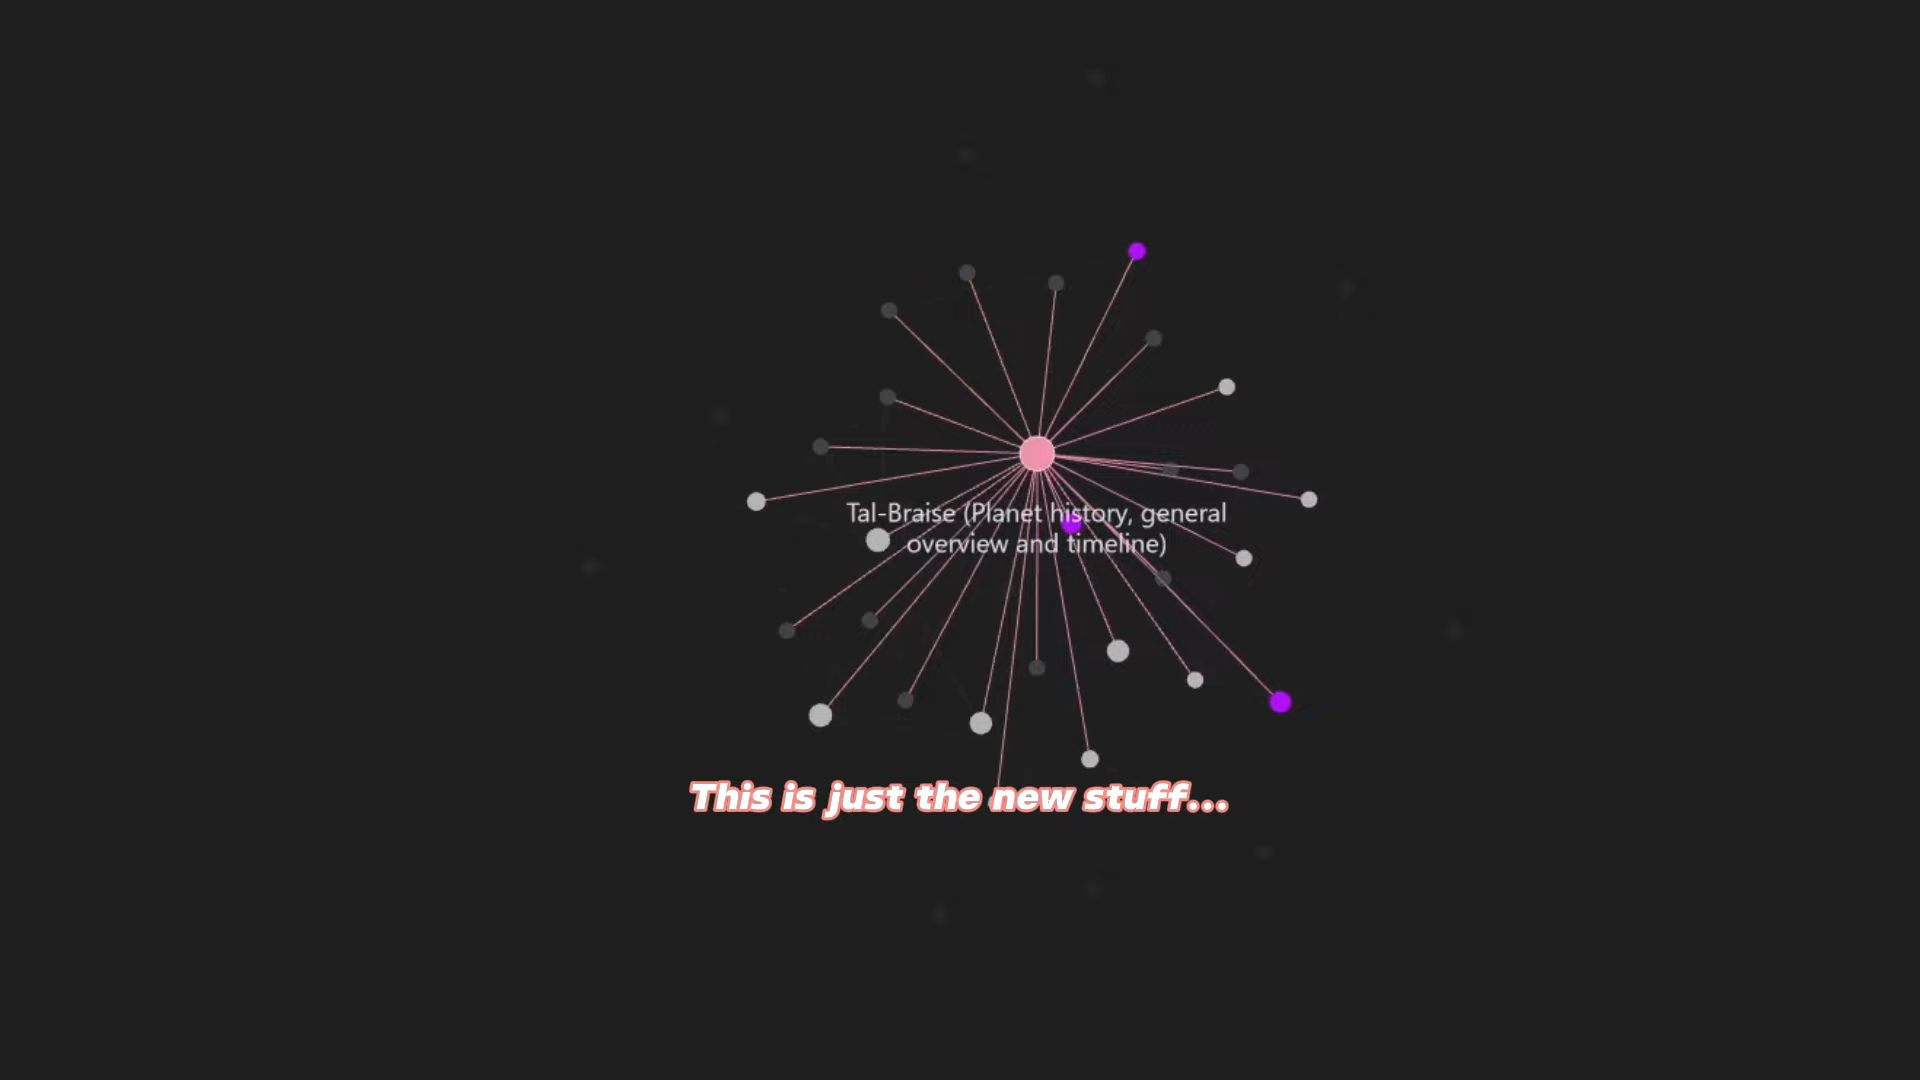 Tal-Braise (Planet history, general
overview and timeline)
This is just the new stuff...